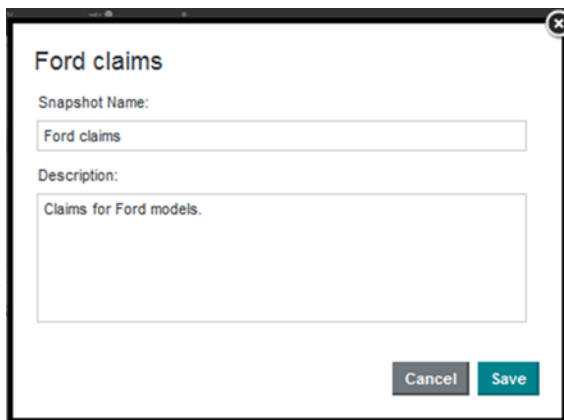 Ford claims
Snapshot Name:
Ford claims
Description:
Claims for Ford models.
Cancel Save